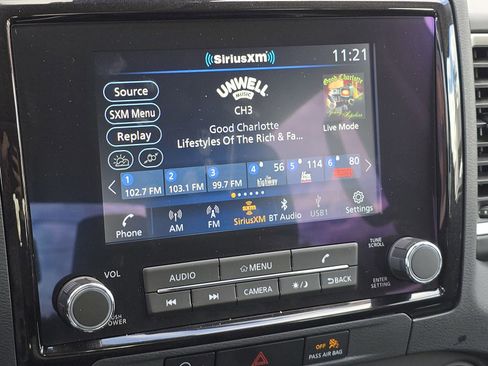 SiriusXM
11:21
Source
SXM Menu
Replay
UNWELL
MUSIC
CH3
Good Charlotte
Lifestyles Of The Rich & Fa...
Good Charlotte
Live Mode
1 102.7 FM
2 103.1 FM
3 99.7 FM
4 56
5 114
6 80
Phone
AM
FM
SiriusXM
BT Audio
USB1
Settings
VOL
PUSH
POWER
AUDIO
MENU
CAMERA
BACK
TUNE
SCROLL
ENTER
SETTING
PASS AIR BAG
OFF